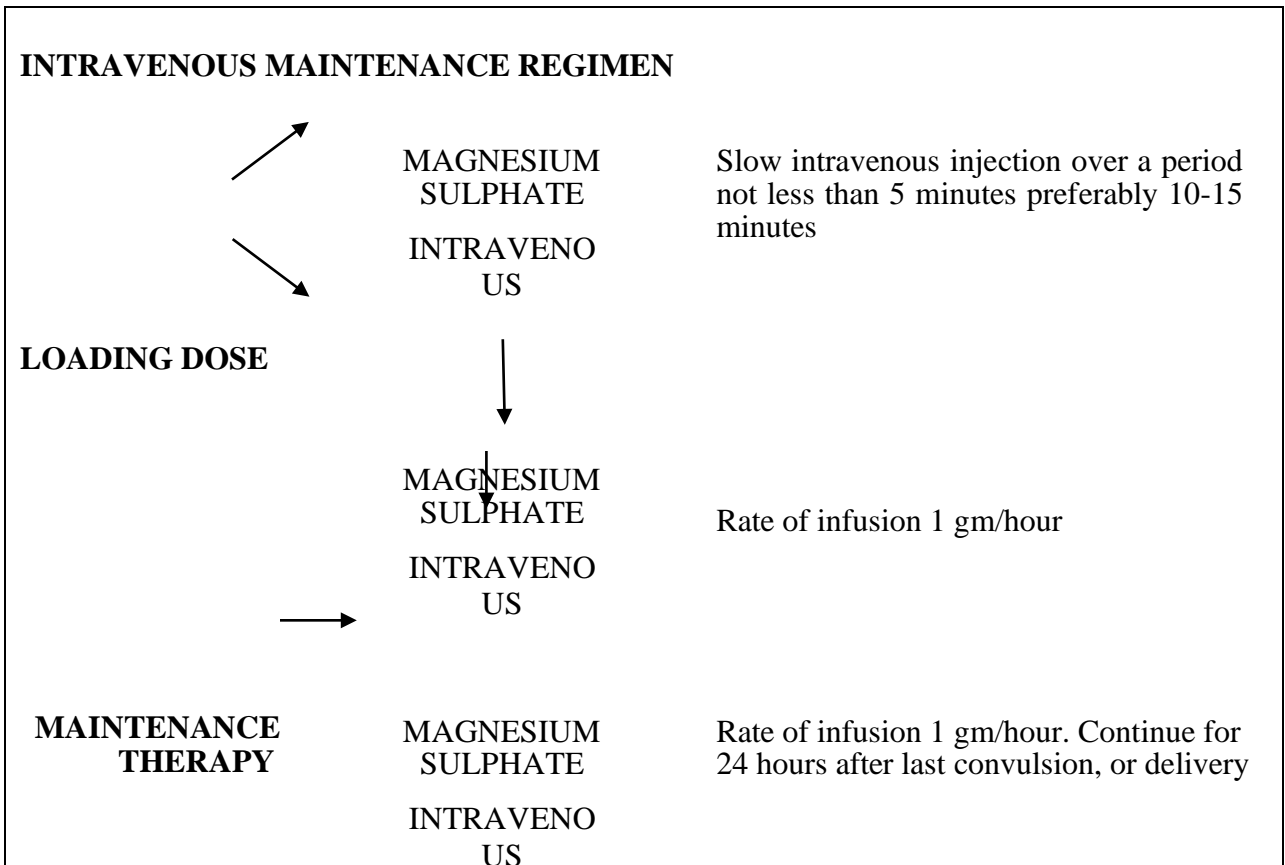 INTRAVENOUS MAINTENANCE REGIMEN
MAGNESIUM
SULPHATE
INTRAVENO
US
Slow intravenous injection over a period
not less than 5 minutes preferably 10-15
minutes
LOADING DOSE
MAGNESIUM
SULPHATE
INTRAVENO
US
Rate of infusion 1 gm/hour
MAINTENANCE
THERAPY
MAGNESIUM
SULPHATE
INTRAVENO
US
Rate of infusion 1 gm/hour. Continue for
24 hours after last convulsion, or delivery